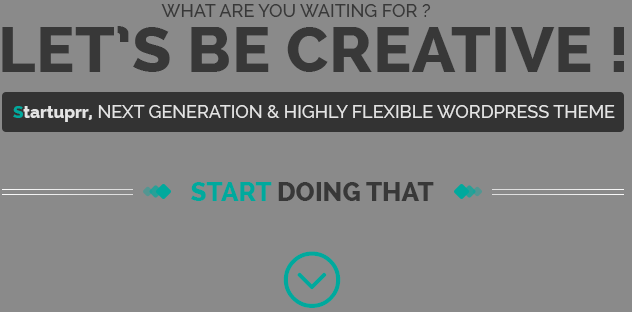 WHAT ARE YOU WAITING FOR ?
LET'S BE CREATIVE !
Startuprr, NEXT GENERATION & HIGHLY FLEXIBLE WORDPRESS THEME
START DOING THAT